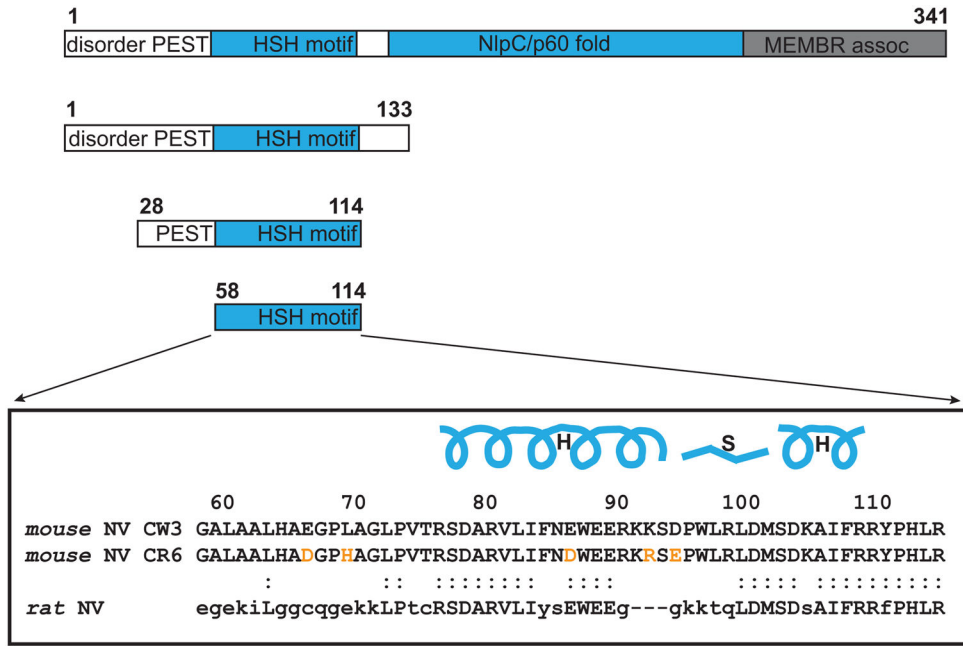 1 341
disorder PEST HSH motif NlpC/p60 fold MEMBR assoc
1 133
disorder PEST HSH motif
28 114
PEST HSH motif
58 114
HSH motif
H S H
60 70 80 90 100 110
mouse NV CW3 GALAALHAEGPLAGLPVTRSDARVLIFNEWEERKKSDPWLRLDMSDKAIFRRYPHLR
mouse NV CR6 GALAALHADGPHAGLPVTRSDARVLIFNDWEERKRSEPWLRLDMSDKAIFRRYPHLR
: :: :::::::: :::: ::::: :::::::::
rat NV egekiLggcqgekkLPtcRSDARVLIysEWEEg---gkktqLDMSDsAIFRRfPHLR